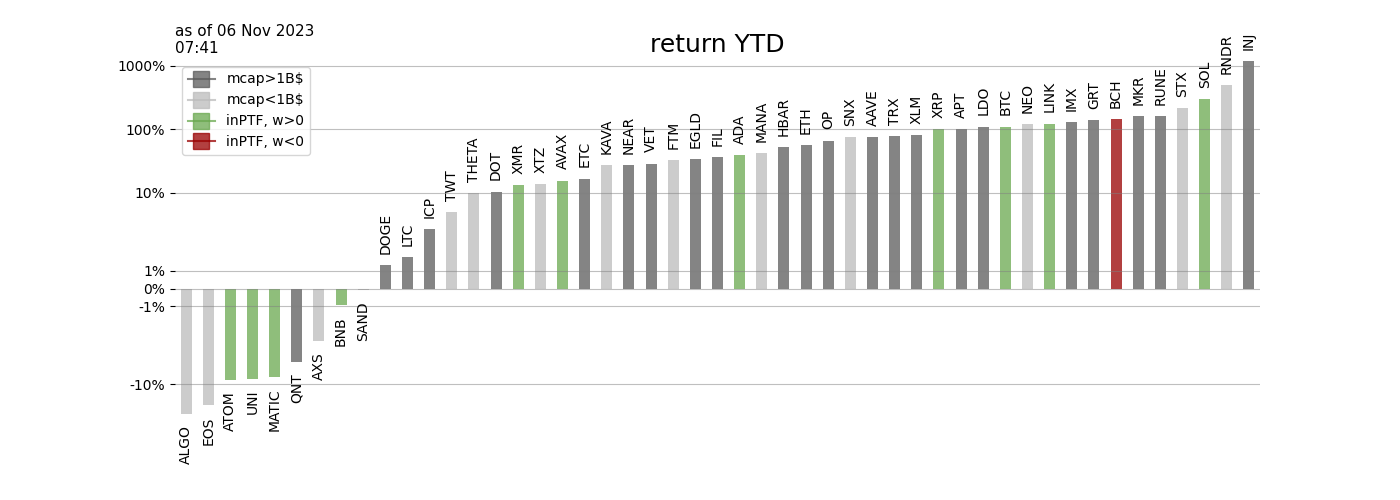 as of 06 Nov 2023
07:41
return YTD
mcap>1B$
mcap<1B$
inPTF, w>0
inPTF, w<0
1000%
100%
10%
1%
0%
-1%
-10%
ALGO
EOS
ATOM
UNI
MATIC
QNT
AXS
BNB
SAND
DOGE
LTC
ICP
TWT
THETA
DOT
XMR
XTZ
AVAX
ETC
KAVA
NEAR
VET
FTM
EGLD
FIL
ADA
MANA
HBAR
ETH
OP
SNX
AAVE
TRX
XLM
XRP
APT
LDO
BTC
NEO
LINK
IMX
GRT
BCH
MKR
RUNE
STX
SOL
RNDR
INJ